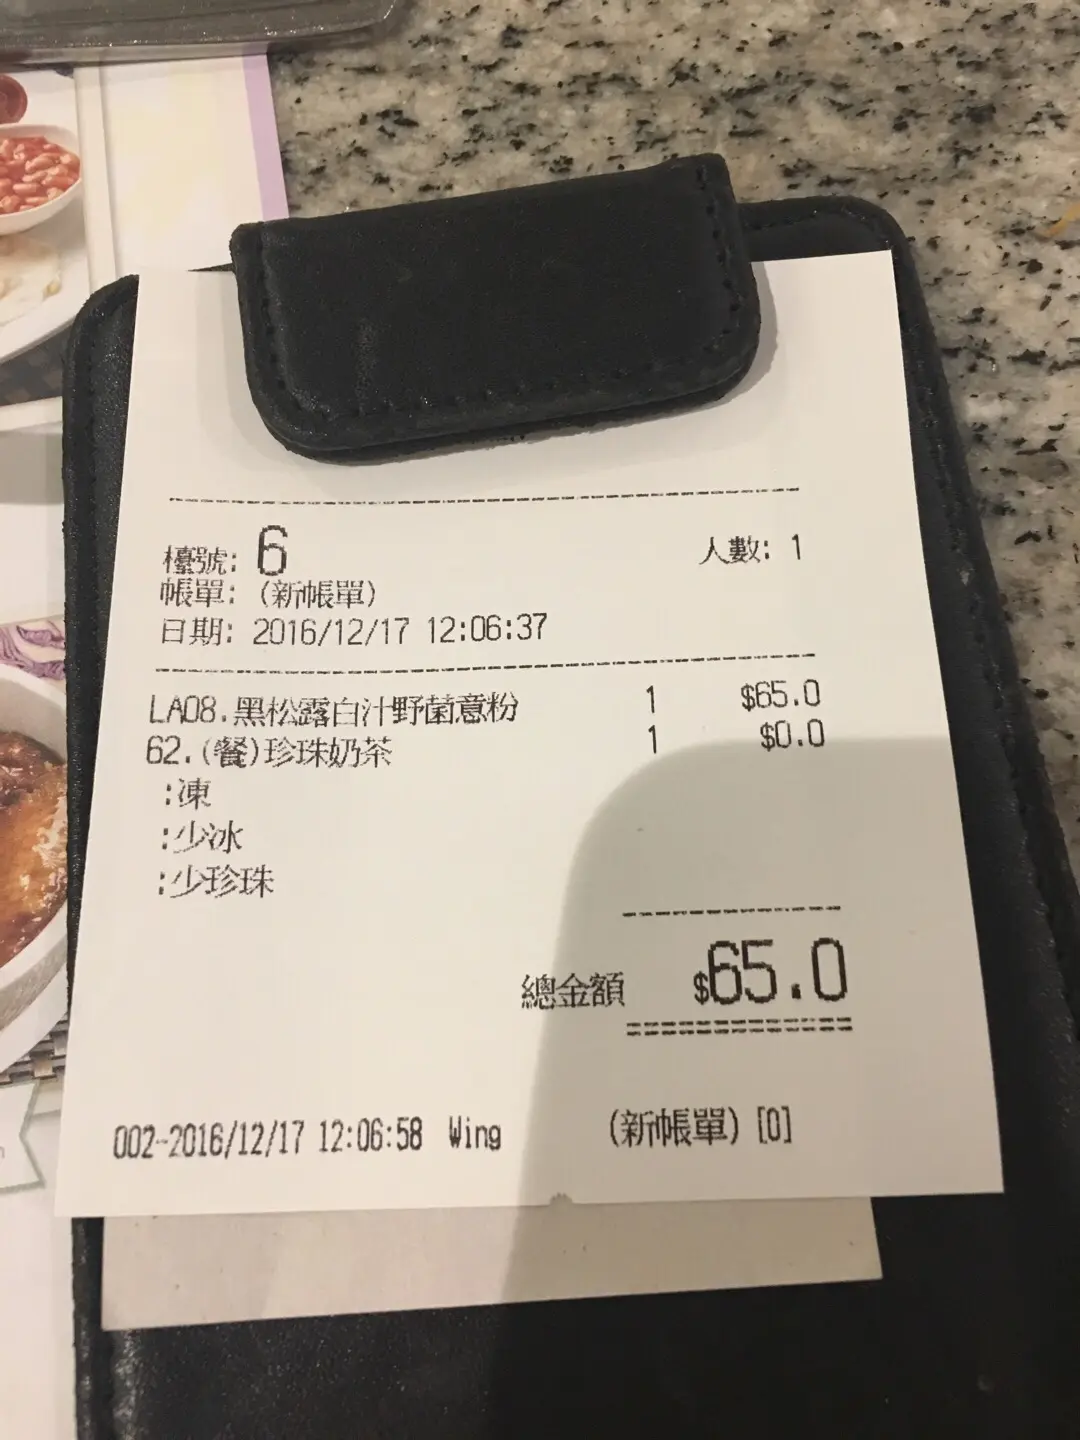 檯號: 6 人數: 1
帳單: (新帳單)
日期: 2016/12/17 12:06:37
LA08.黑松露白汁野菌意粉 1 $65.0
62.(餐)珍珠奶茶 1 $0.0
:凍
:少冰
:少珍珠
總金額 $65.0
002-2016/12/17 12:06:58 Wing (新帳單) [0]